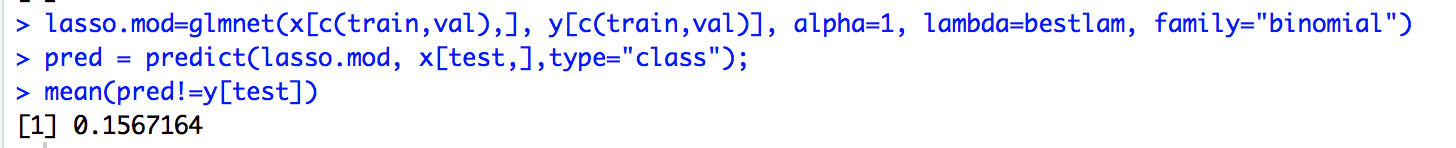 > lasso.mod=glmnet(x[c(train,val),], y[c(train,val)], alpha=1, lambda=bestlam, family="binomial")
> pred = predict(lasso.mod, x[test,],type="class");
> mean(pred!=y[test])
[1] 0.1567164